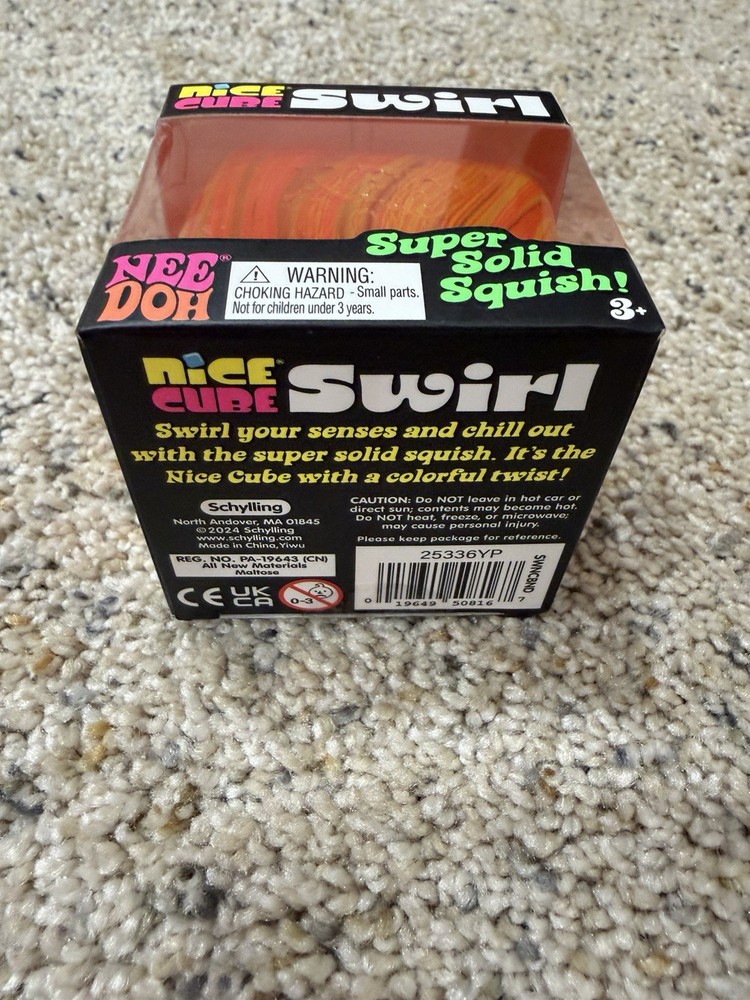 NiCE CUBE Swirl
NEE DOH®
WARNING:
CHOKING HAZARD - Small parts.
Not for children under 3 years.
Super
Solid
Squish!
3+
NiCE CUBE™ Swirl
Swirl your senses and chill out
with the super solid squish. It's the
Nice Cube with a colorful twist!
Schylling
North Andover, MA 01845
©2024 Schylling
www.schylling.com
Made in China,Yiwu
REG. NO. PA-19643 (CN)
All New Materials
Maltose
CE UK CA 0-3
CAUTION: Do NOT leave in hot car or
direct sun; contents may become hot.
Do NOT heat, freeze, or microwave;
may cause personal injury.
Please keep package for reference.
25336YP
SWNCBND
0 19649 50816 7